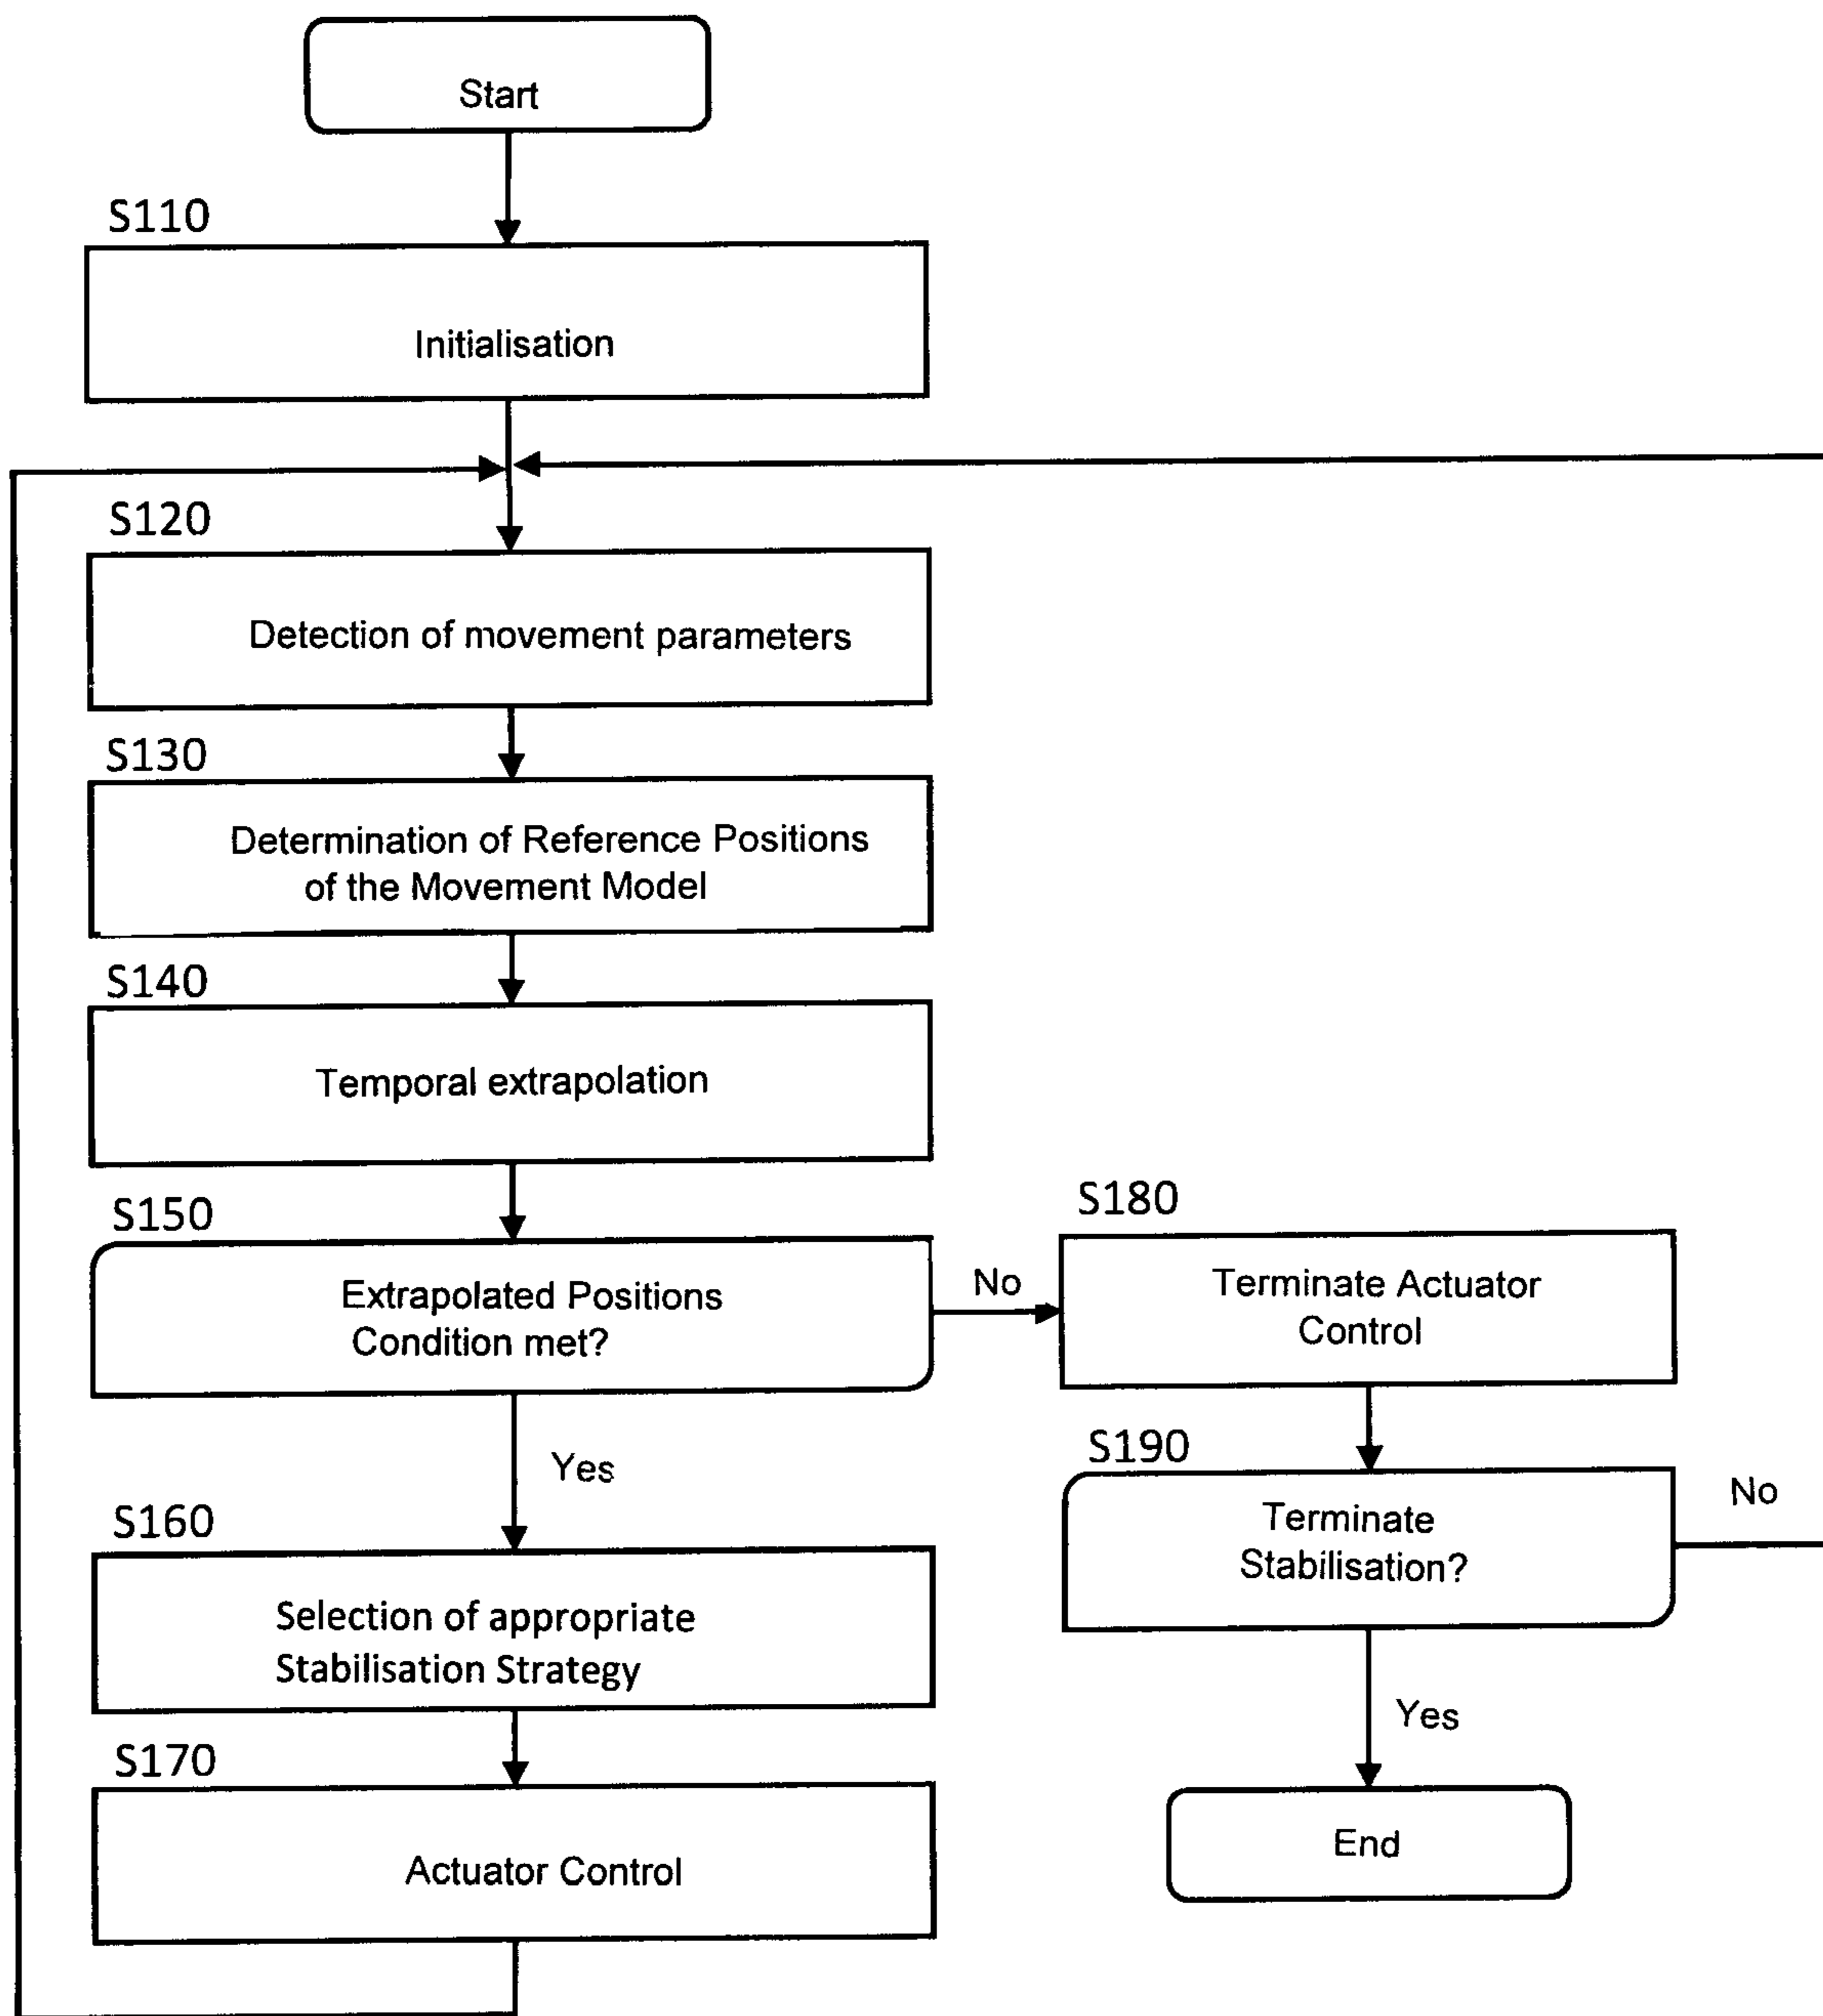 Start
S110
Initialisation
S120
Detection of movement parameters
S130
Determination of Reference Positions
of the Movement Model
S140
Temporal extrapolation
S150
Extrapolated Positions
Condition met?
No
S180
Terminate Actuator
Control
S190
Terminate
Stabilisation?
No
Yes
S160
Selection of appropriate
Stabilisation Strategy
Yes
S170
Actuator Control
End